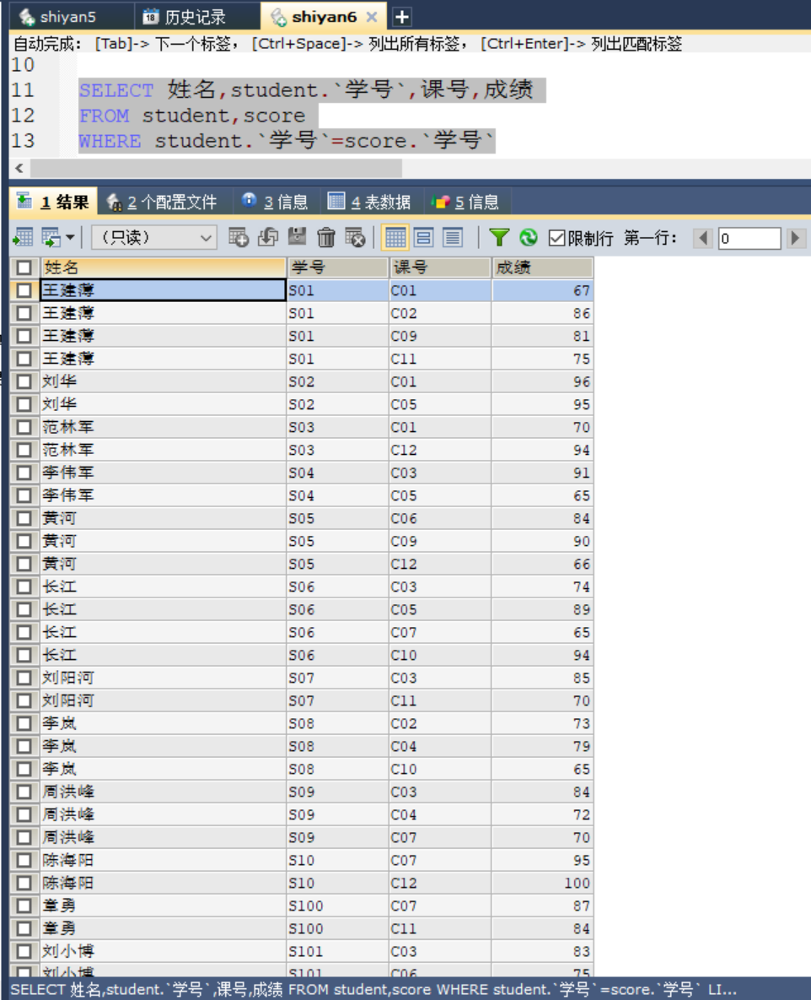 shiyan5 历史记录 shiyan6
自动完成: [Tab]-> 下一个标签, [Ctrl+Space]-> 列出所有标签, [Ctrl+Enter]-> 列出匹配标签
10
11 SELECT 姓名,student.`学号`,课号,成绩
12 FROM student,score
13 WHERE student.`学号`=score.`学号`
1 结果 2 个配置文件 3 信息 4 表数据 5 信息
(只读) 限制行 第一行: 0
姓名 学号 课号 成绩
王建薄 S01 C01 67
王建薄 S01 C02 86
王建薄 S01 C09 81
王建薄 S01 C11 75
刘华 S02 C01 96
刘华 S02 C05 95
范林军 S03 C01 70
范林军 S03 C12 94
李伟军 S04 C03 91
李伟军 S04 C05 65
黄河 S05 C06 84
黄河 S05 C09 90
黄河 S05 C12 66
长江 S06 C03 74
长江 S06 C05 89
长江 S06 C07 65
长江 S06 C10 94
刘阳河 S07 C03 85
刘阳河 S07 C11 70
李岚 S08 C02 73
李岚 S08 C04 79
李岚 S08 C10 65
周洪峰 S09 C03 84
周洪峰 S09 C04 72
周洪峰 S09 C07 70
陈海阳 S10 C07 95
陈海阳 S10 C12 100
章勇 S100 C07 87
章勇 S100 C11 84
刘小博 S101 C03 83
刘小博 S101 C06 75
SELECT 姓名,student.`学号`,课号,成绩 FROM student,score WHERE student.`学号`=score.`学号` LI...